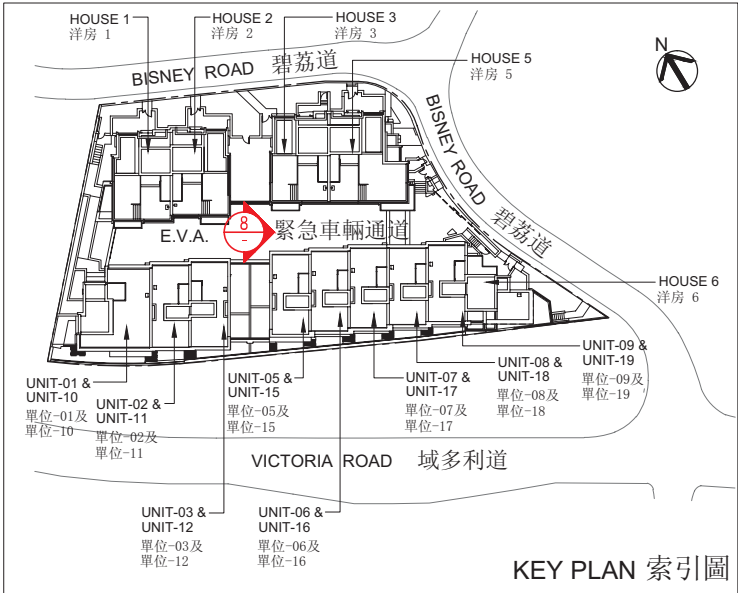 HOUSE 1
洋房 1
HOUSE 2
洋房 2
HOUSE 3
洋房 3
HOUSE 5
洋房 5
N
BISNEY ROAD 碧荔道
BISNEY ROAD 碧荔道
E.V.A.
8
-
緊急車輛通道
HOUSE 6
洋房 6
UNIT-01 &
UNIT-10
單位-01及
單位-10
UNIT-02 &
UNIT-11
單位-02及
單位-11
UNIT-05 &
UNIT-15
單位-05及
單位-15
UNIT-07 &
UNIT-17
單位-07及
單位-17
UNIT-08 &
UNIT-18
單位-08及
單位-18
UNIT-09 &
UNIT-19
單位-09及
單位-19
VICTORIA ROAD 域多利道
UNIT-03 &
UNIT-12
單位-03及
單位-12
UNIT-06 &
UNIT-16
單位-06及
單位-16
KEY PLAN 索引圖